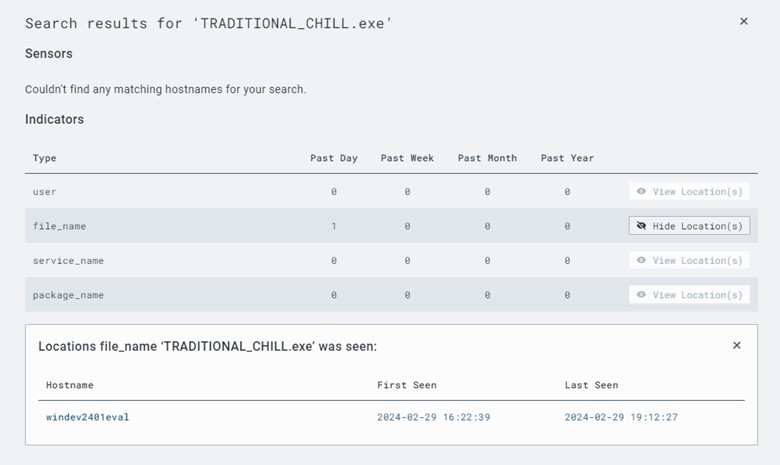 Search results for ‘TRADITIONAL_CHILL.exe’ ×
Sensors
Couldn't find any matching hostnames for your search.
Indicators
Type Past Day Past Week Past Month Past Year
user 0 0 0 0 View Location(s)
file_name 1 0 0 0 Hide Location(s)
service_name 0 0 0 0 View Location(s)
package_name 0 0 0 0 View Location(s)
Locations file_name ‘TRADITIONAL_CHILL.exe’ was seen: ×
Hostname First Seen Last Seen
windev2401eval 2024-02-29 16:22:39 2024-02-29 19:12:27